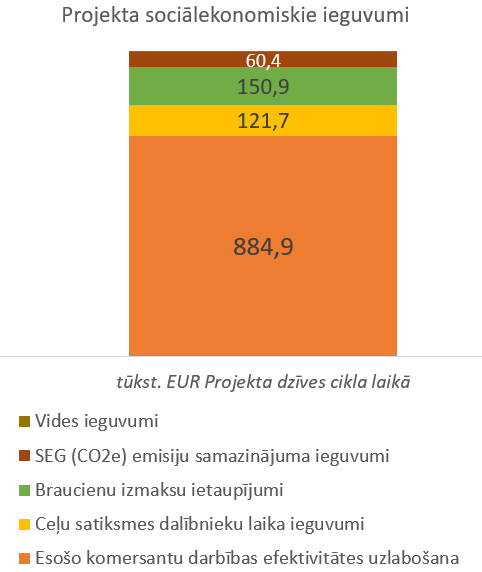 Projekta sociālekonomiskie ieguvumi
60,4
150,9
121,7
884,9
tūkst. EUR Projekta dzīves cikla laikā
Vides ieguvumi
SEG (CO2e) emisiju samazinājuma ieguvumi
Braucienu izmaksu ietaupījumi
Ceļu satiksmes dalībnieku laika ieguvumi
Esošo komersantu darbības efektivitātes uzlabošana